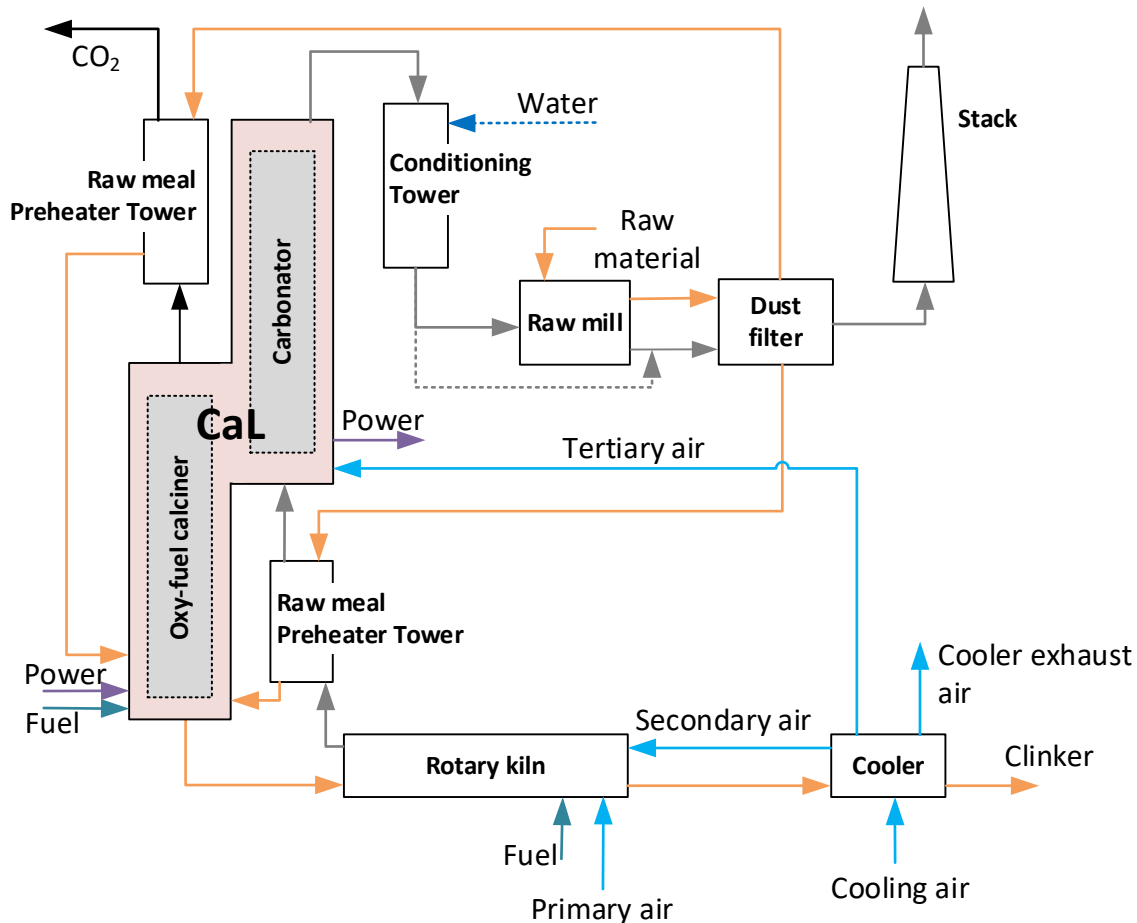 CO₂
Water
Stack
Raw meal
Preheater Tower
Conditioning
Tower
Raw
material
Carbonator
Raw mill
Dust
filter
CaL
Power
Tertiary air
Oxy-fuel calciner
Raw meal
Preheater Tower
Power
Fuel
Cooler exhaust
air
Secondary air
Rotary kiln
Cooler
Clinker
Fuel
Primary air
Cooling air